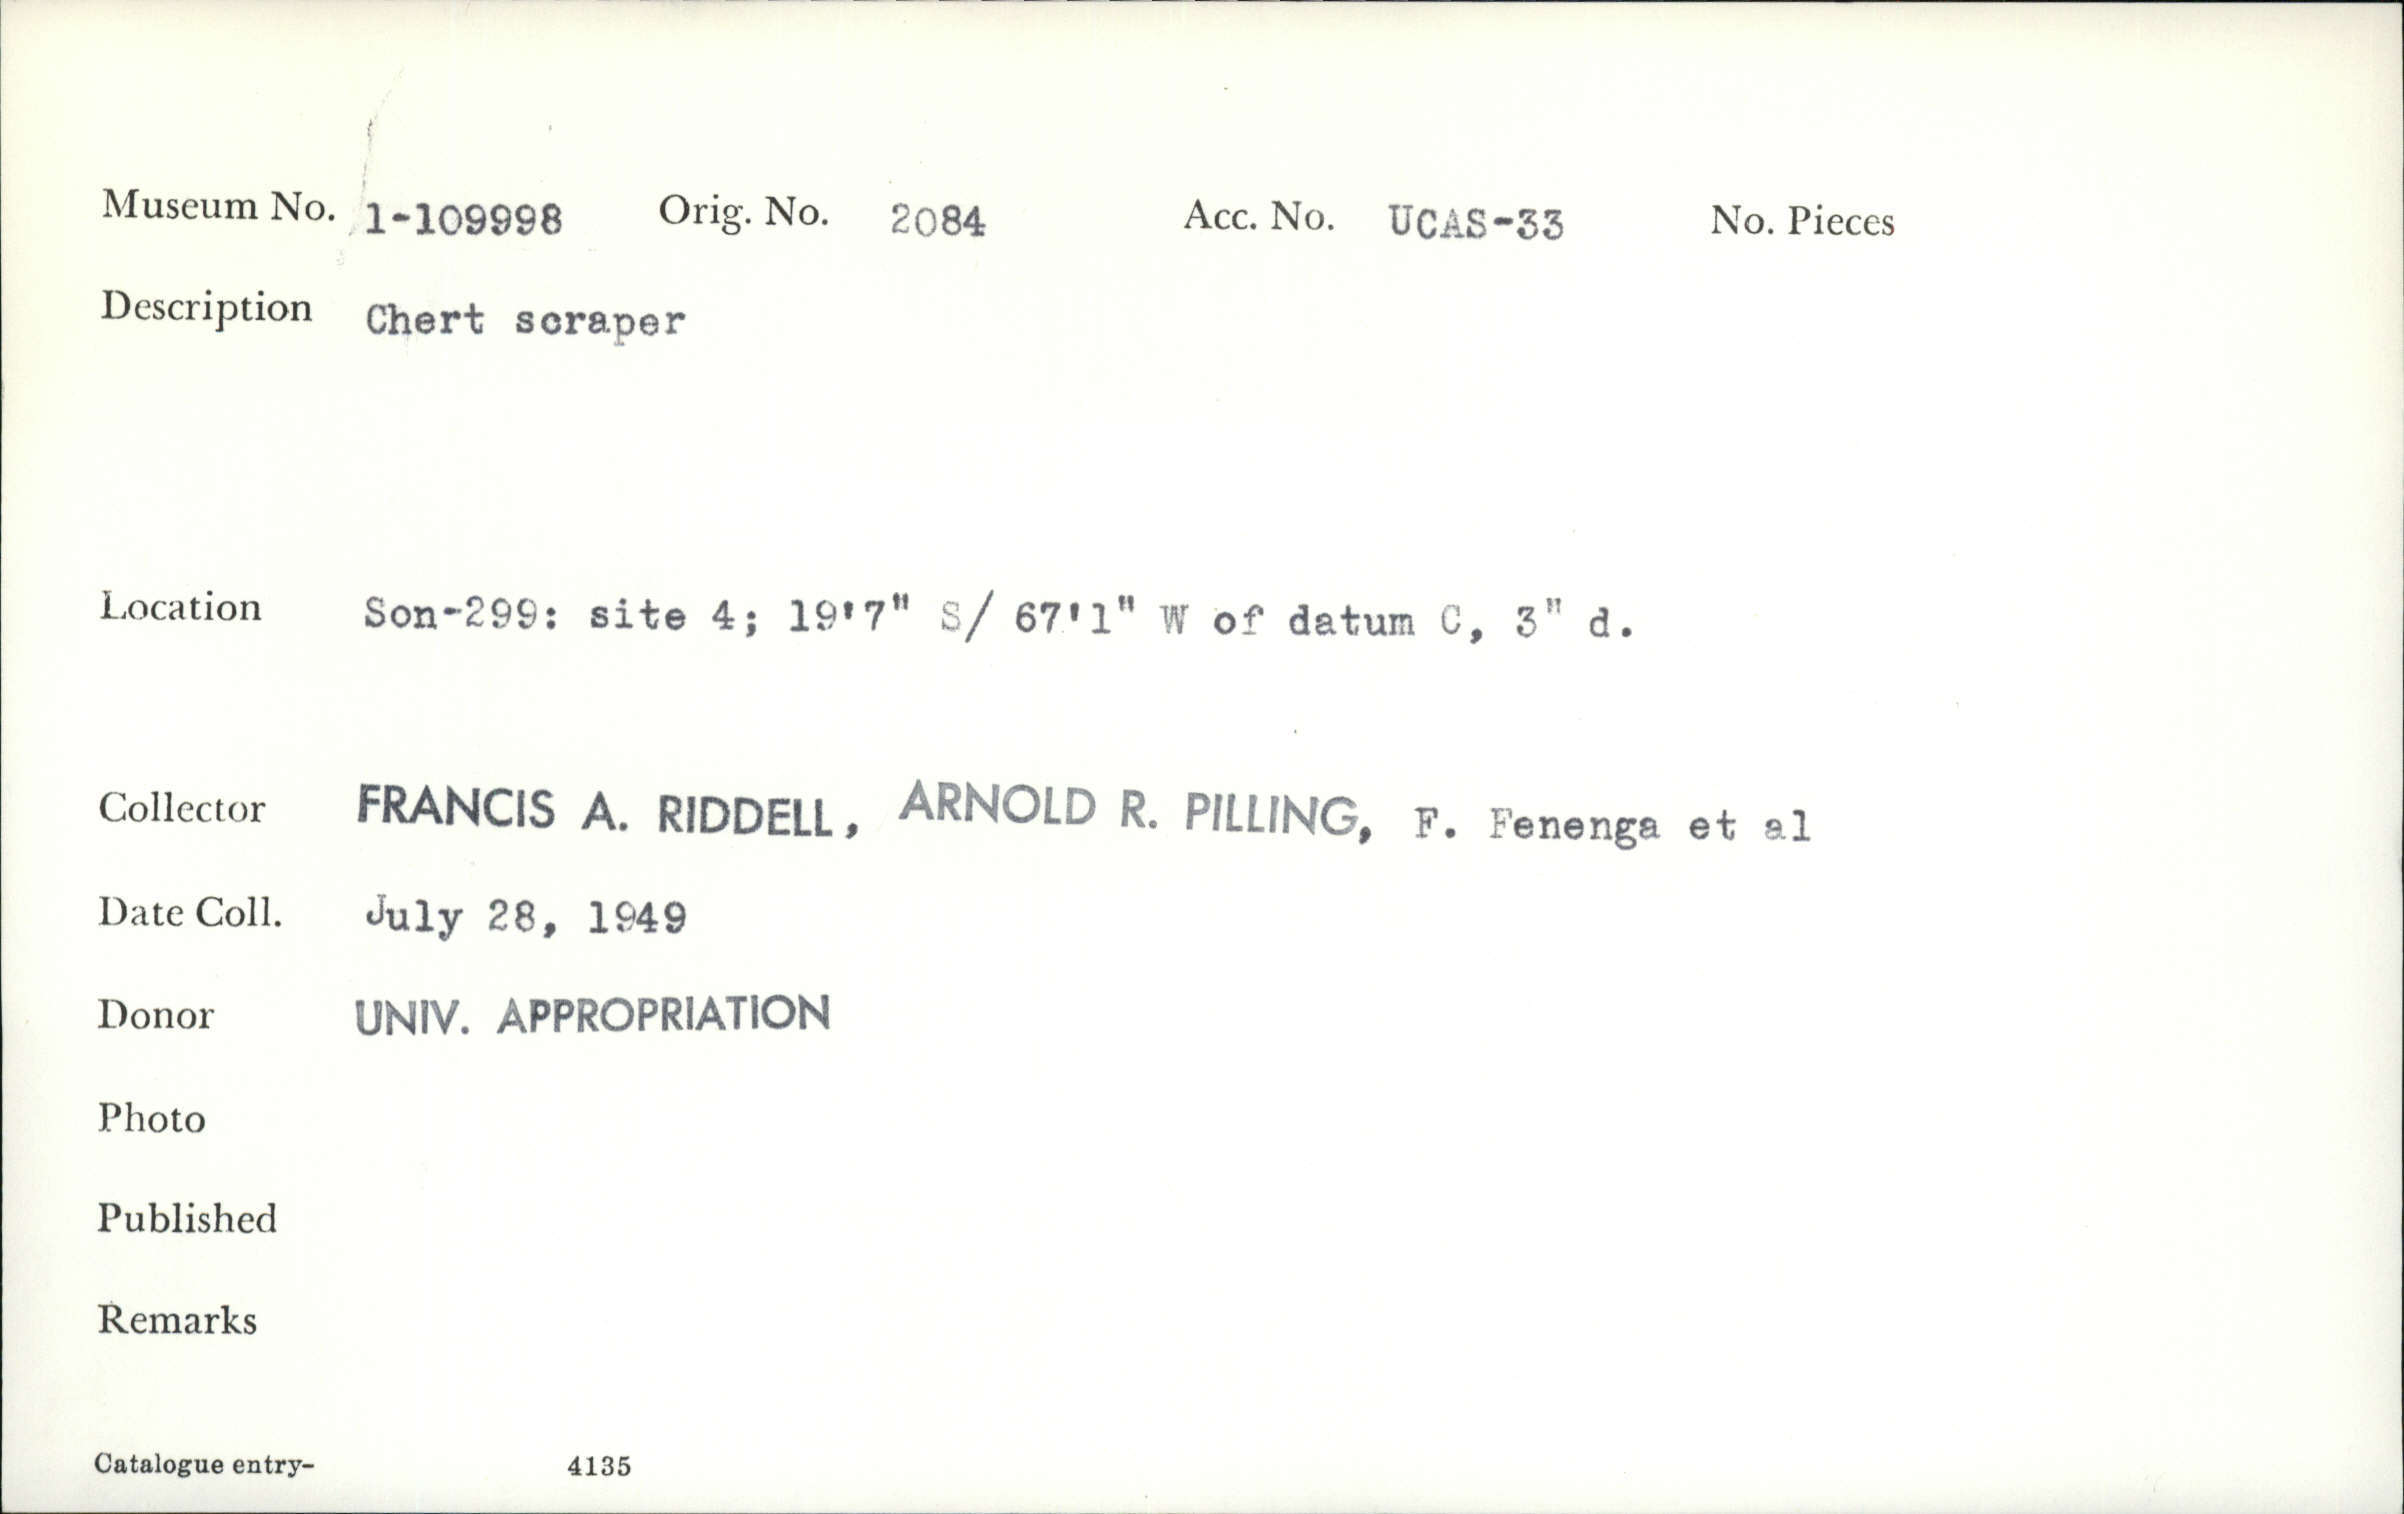 Museum No. 1-109998 Orig. No. 2084 Acc. No. UCAS-33 No. Pieces
Description Chert scraper
Location Son-299: site 4; 19'7" S/ 67'1" W of datum C, 3" d.
Collector FRANCIS A. RIDDELL, ARNOLD R. PILLING, F. Fenenga et al
Date Coll. July 28, 1949
Donor UNIV. APPROPRIATION
Photo
Published
Remarks
Catalogue entry- 4135